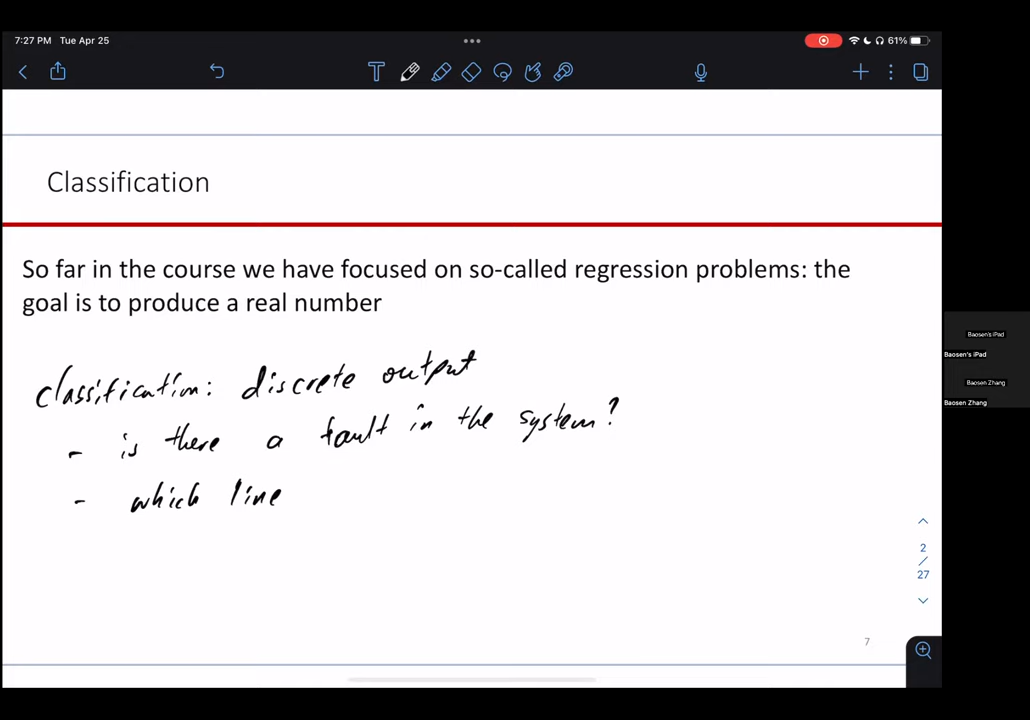 7:27 PM Tue Apr 25
61%
Classification
So far in the course we have focused on so-called regression problems: the
goal is to produce a real number
classification: discrete output
- is there a fault in the system?
- which line
Baosen's iPad
Baosen's iPad
Baosen Zhang
Baosen Zhang
2
/
27
7